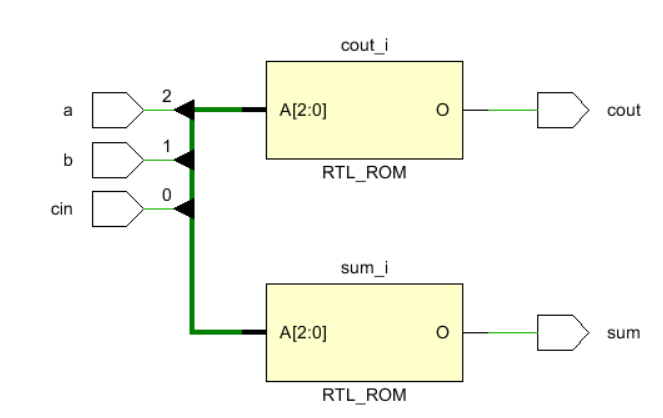 cout_i
a 2 A[2:0] O cout
b 1
RTL_ROM
cin 0
sum_i
A[2:0] O sum
RTL_ROM